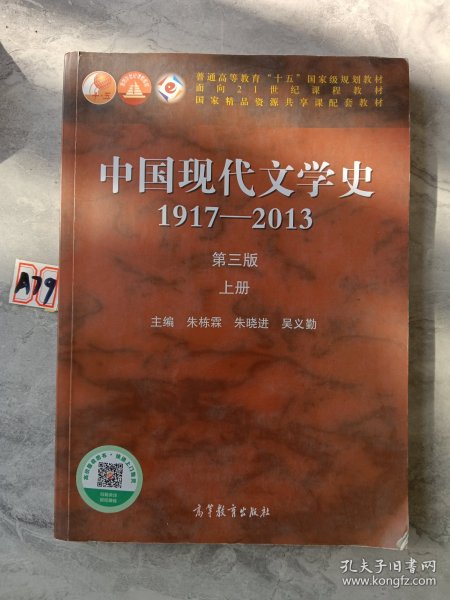 普通高等教育“十五”国家级规划教材
面向21世纪课程教材
国家精品资源共享课配套教材
中国现代文学史
1917—2013
第三版
上册
主编 朱栋霖 朱晓进 吴义勤
A79
高等教育出版社
孔夫子旧书网
www.kongfz.com